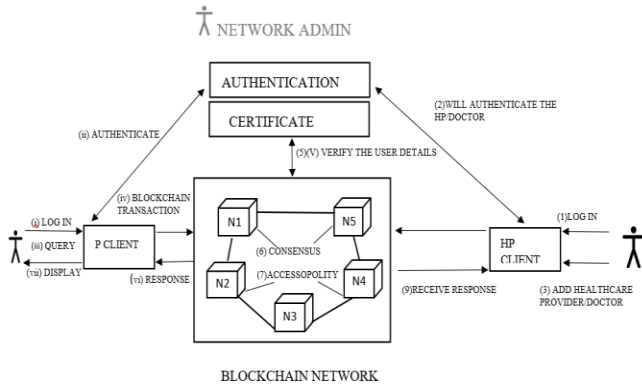 NETWORK ADMIN
AUTHENTICATION
CERTIFICATE
(2)WILL AUTHENTICATE THE
HP/DOCTOR
(ii) AUTHENTICATE
(5)(V) VERIFY THE USER DETAILS
(iv) BLOCKCHAIN
TRANSACTION
(i) LOG IN
(iii) QUERY
(vii) DISPLAY
P CLIENT
(vi) RESPONSE
N1
N5
(6) CONSENSUS
(7)ACCESSOPOLITY
N2
N4
N3
HP
CLIENT
(1)LOG IN
(9)RECEIVE RESPONSE
(3) ADD HEALTHCARE
PROVIDER/DOCTOR
BLOCKCHAIN NETWORK